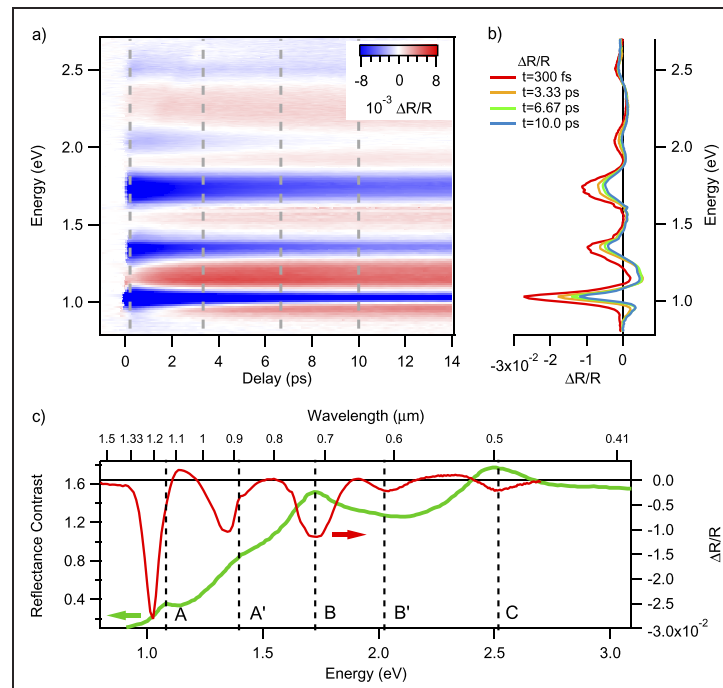 a)
2.5
2.0
1.5
1.0
Energy (eV)
-8 0 8
10⁻³ ΔR/R
0 2 4 6 8 10 12 14
Delay (ps)
b)
ΔR/R
t=300 fs
t=3.33 ps
t=6.67 ps
t=10.0 ps
2.5
2.0
1.5
1.0
Energy (eV)
-3x10⁻² -2 -1 0
ΔR/R
c)
Wavelength (μm)
1.5 1.33 1.2 1.1 1 0.9 0.8 0.7 0.6 0.5 0.41
1.6
1.2
0.8
0.4
Reflectance Contrast
0.0
-0.5
-1.0
-1.5
-2.0
-2.5
-3.0x10⁻²
ΔR/R
A A' B B' C
1.0 1.5 2.0 2.5 3.0
Energy (eV)